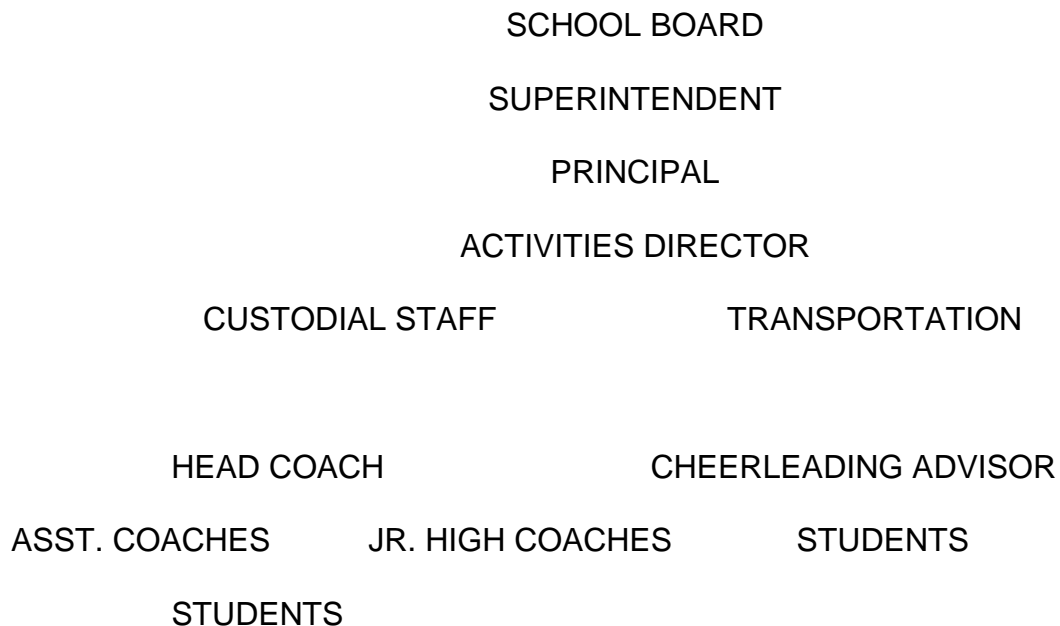 SCHOOL BOARD
SUPERINTENDENT
PRINCIPAL
ACTIVITIES DIRECTOR
CUSTODIAL STAFF TRANSPORTATION
HEAD COACH CHEERLEADING ADVISOR
ASST. COACHES JR. HIGH COACHES STUDENTS
STUDENTS